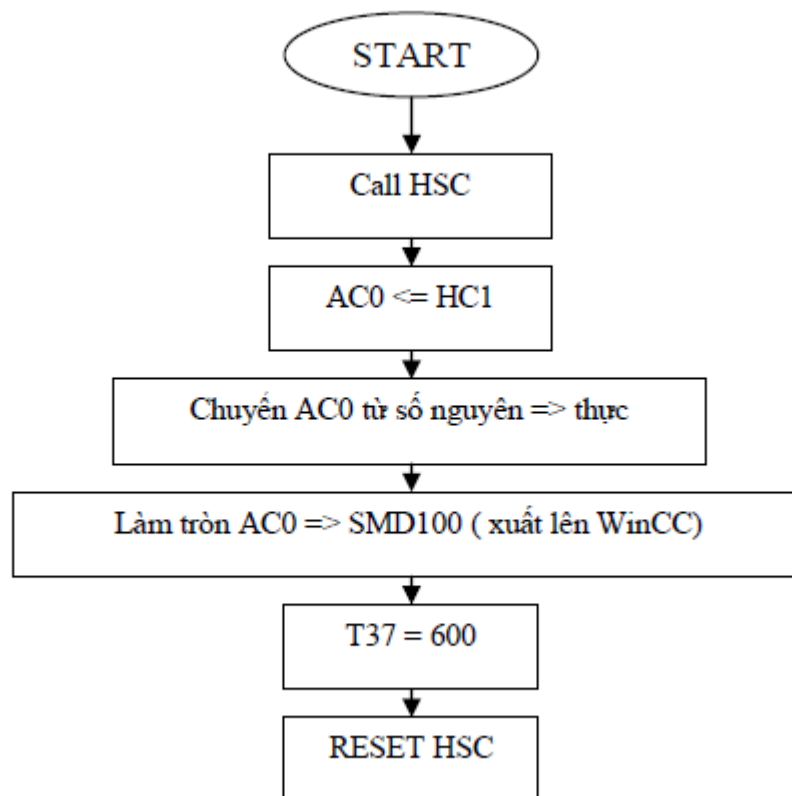 START
Call HSC
AC0 <= HC1
Chuyển AC0 từ số nguyên => thực
Làm tròn AC0 => SMD100 ( xuất lên WinCC)
T37 = 600
RESET HSC